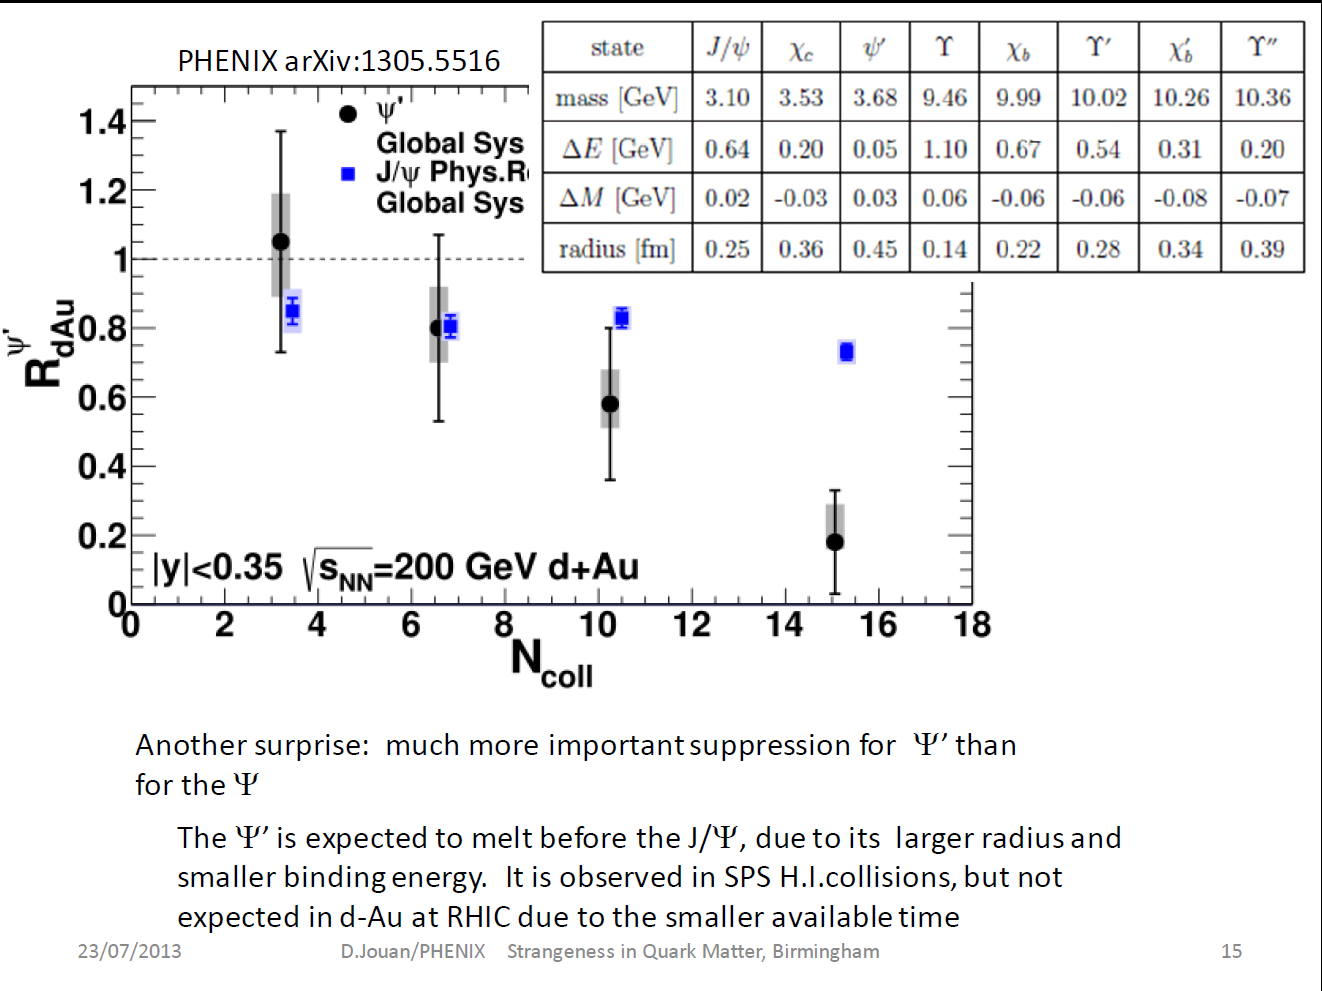 PHENIX arXiv:1305.5516
state J/ψ χc ψ′ ϒ χb ϒ′ χ′b ϒ″
mass [GeV] 3.10 3.53 3.68 9.46 9.99 10.02 10.26 10.36
ΔE [GeV] 0.64 0.20 0.05 1.10 0.67 0.54 0.31 0.20
ΔM [GeV] 0.02 -0.03 0.03 0.06 -0.06 -0.06 -0.08 -0.07
radius [fm] 0.25 0.36 0.45 0.14 0.22 0.28 0.34 0.39
ψ'
Global Sys
J/ψ Phys.R
Global Sys
R^ψ'_dAu
1.4
1.2
1
0.8
0.6
0.4
0.2
0
|y|<0.35 √sNN=200 GeV d+Au
0 2 4 6 8 10 12 14 16 18
Ncoll
Another surprise: much more important suppression for Ψ’ than
for the Ψ
The Ψ’ is expected to melt before the J/Ψ, due to its larger radius and
smaller binding energy. It is observed in SPS H.I.collisions, but not
expected in d-Au at RHIC due to the smaller available time
23/07/2013 D.Jouan/PHENIX Strangeness in Quark Matter, Birmingham 15